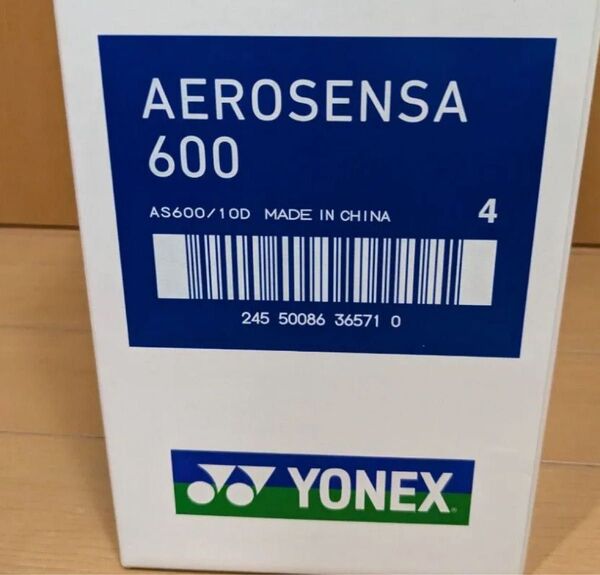 AEROSENSA
600
AS600/10D MADE IN CHINA 4
245 50086 36571 0
YONEX